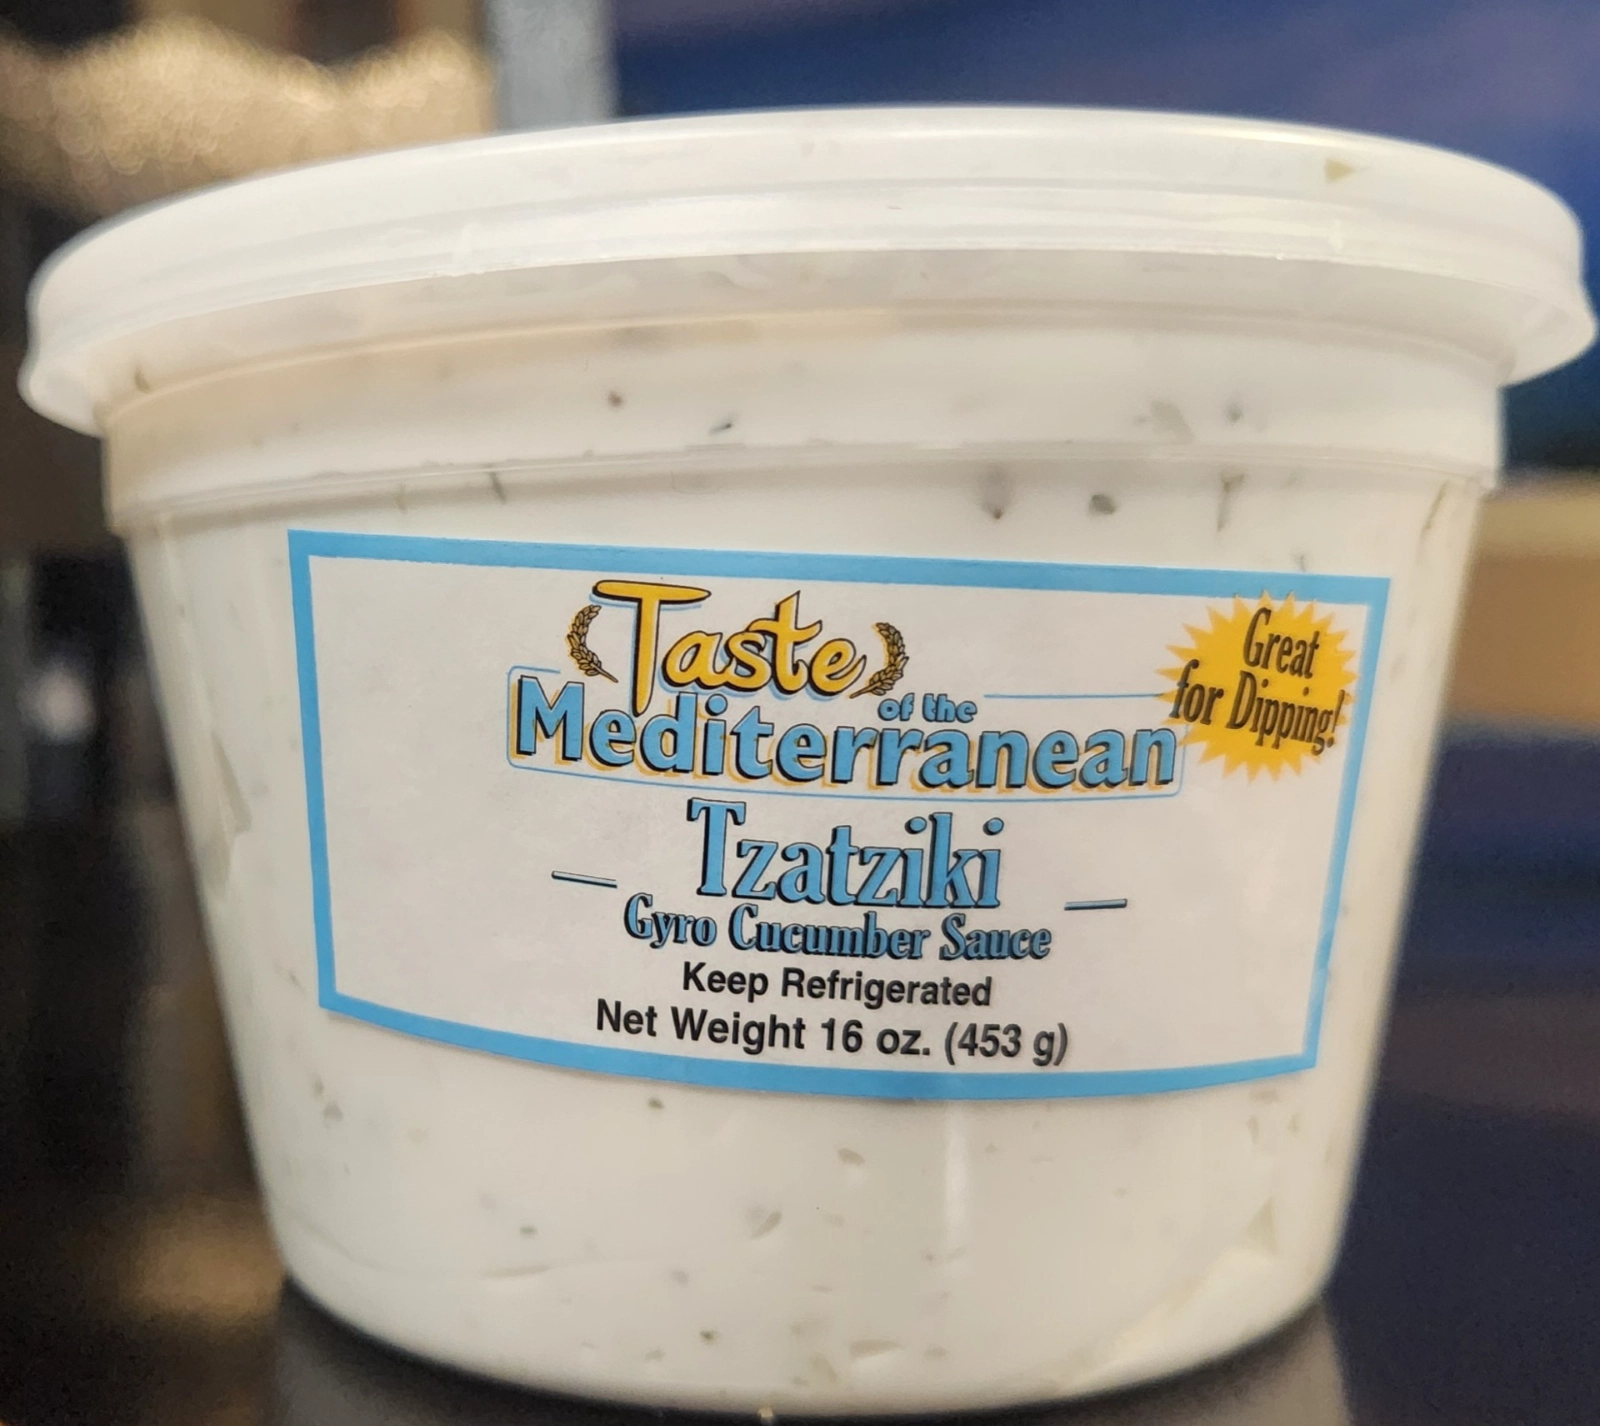 Taste
of the
Mediterranean
Great
for Dipping!
Tzatziki
Gyro Cucumber Sauce
Keep Refrigerated
Net Weight 16 oz. (453 g)